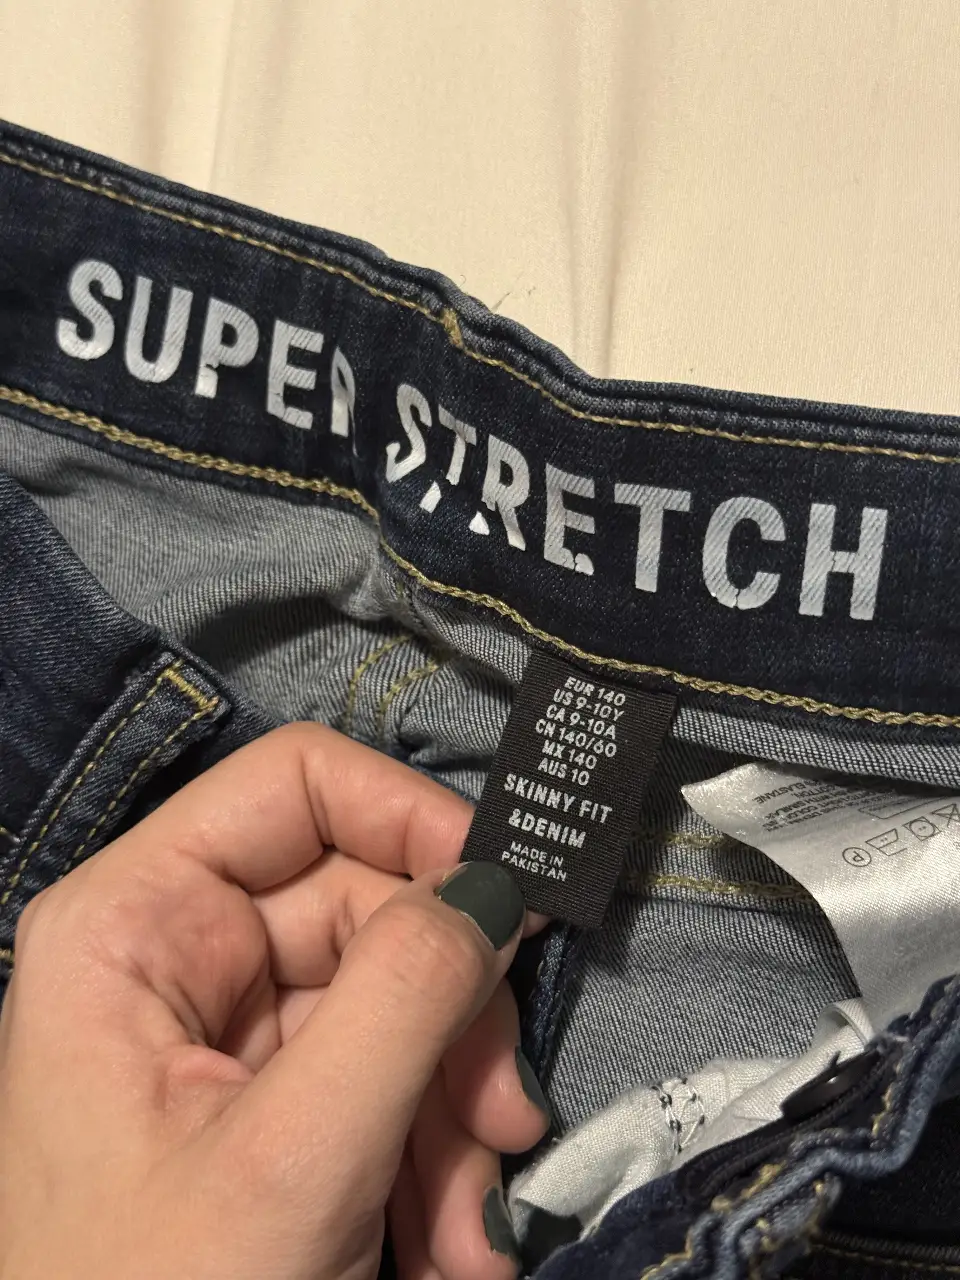 SUPER STRETCH
EUR 140
US 9-10Y
CA 9-10A
CN 140/60
MX 140
AUS 10
SKINNY FIT
&DENIM
MADE IN
PAKISTAN
ELASTANE